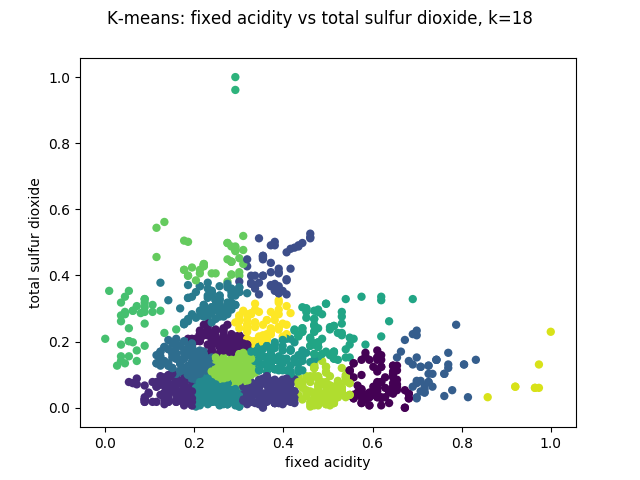 K-means: fixed acidity vs total sulfur dioxide, k=18
1.0
0.8
0.6
0.4
0.2
0.0
total sulfur dioxide
0.0 0.2 0.4 0.6 0.8 1.0
fixed acidity